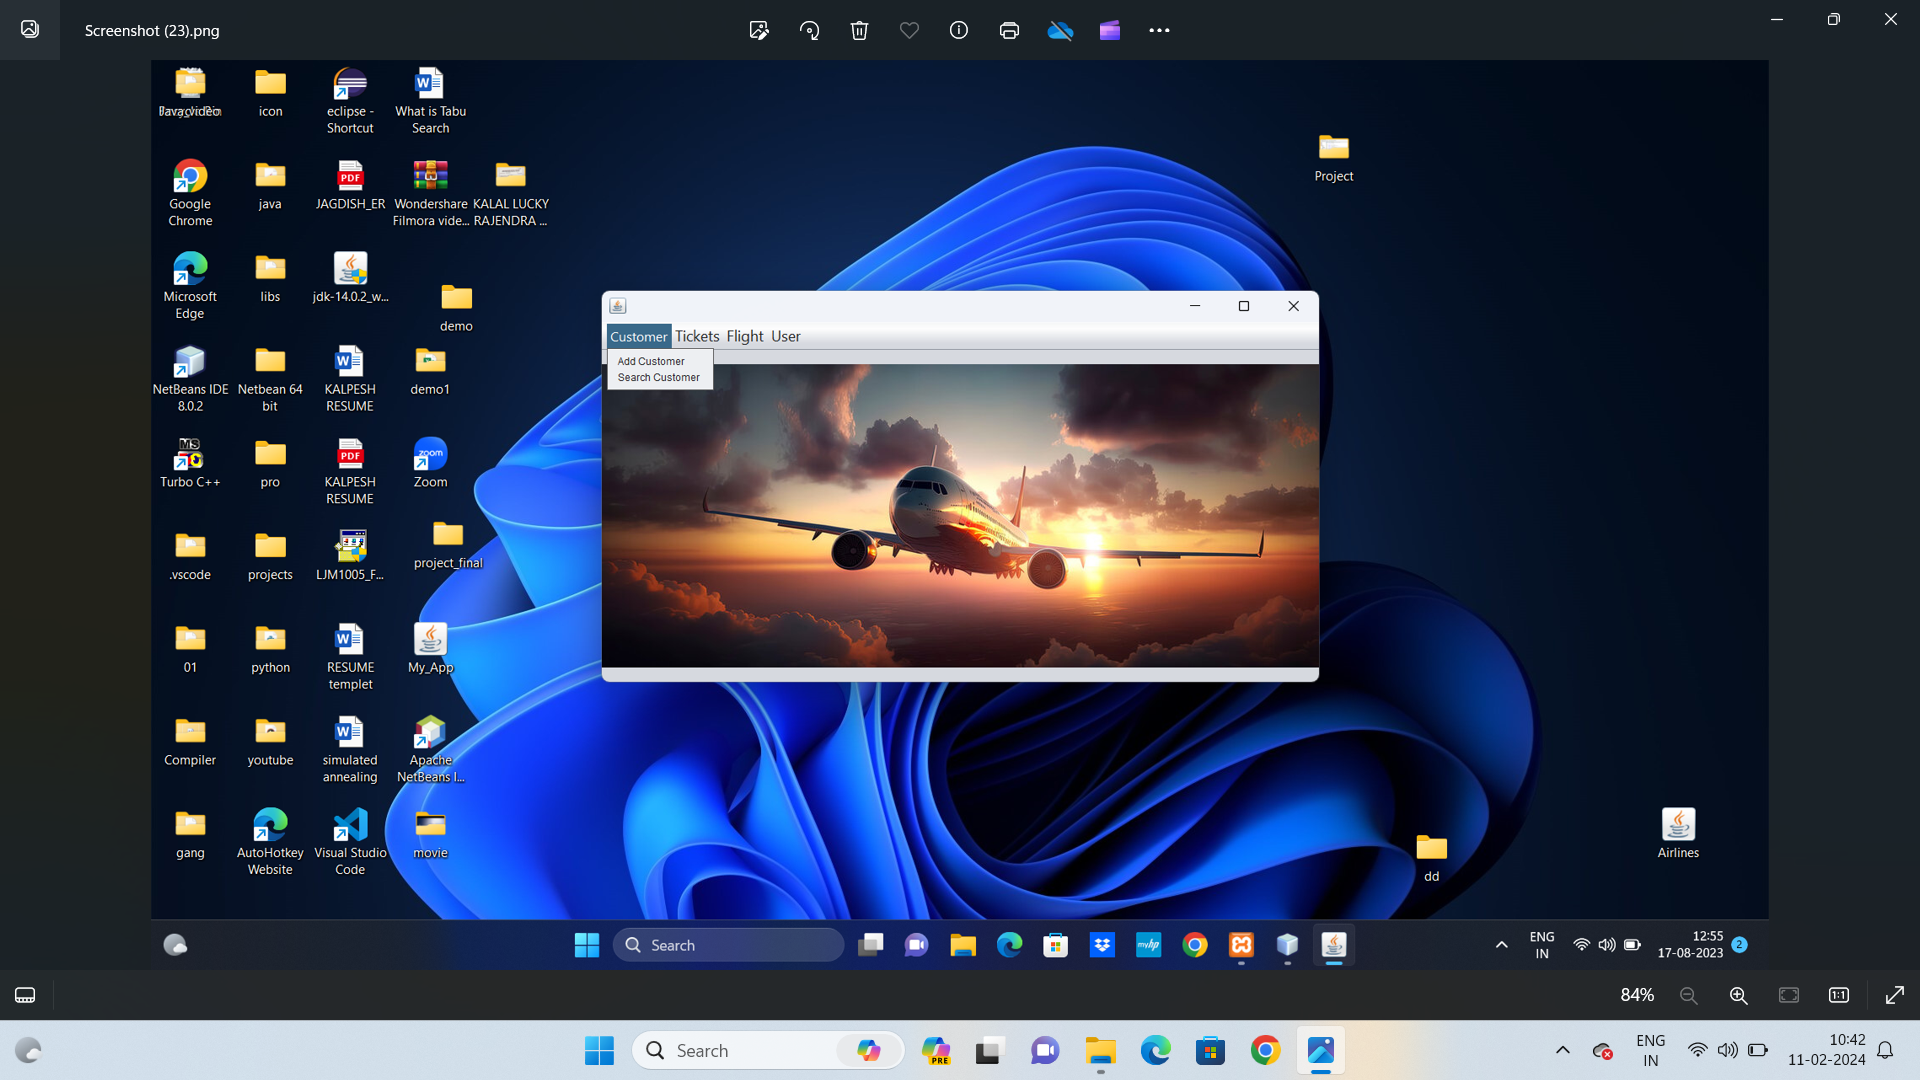 Screenshot (23).png
icon
eclipse -
Shortcut
What is Tabu
Search
Project
Google
Chrome
java
JAGDISH_ER
Wondershare
Filmora vide...
KALAL LUCKY
RAJENDRA ...
Microsoft
Edge
libs
jdk-14.0.2_w...
demo
Customer Tickets Flight User
Add Customer
Search Customer
NetBeans IDE
8.0.2
Netbean 64
bit
KALPESH
RESUME
demo1
Turbo C++
pro
KALPESH
RESUME
Zoom
.vscode
projects
LJM1005_F...
project_final
01
python
RESUME
templet
My_App
Compiler
youtube
simulated
annealing
Apache
NetBeans I...
gang
AutoHotkey
Website
Visual Studio
Code
movie
dd
Airlines
Search
ENG
IN
12:55
17-08-2023
2
84%
Search
ENG
IN
10:42
11-02-2024